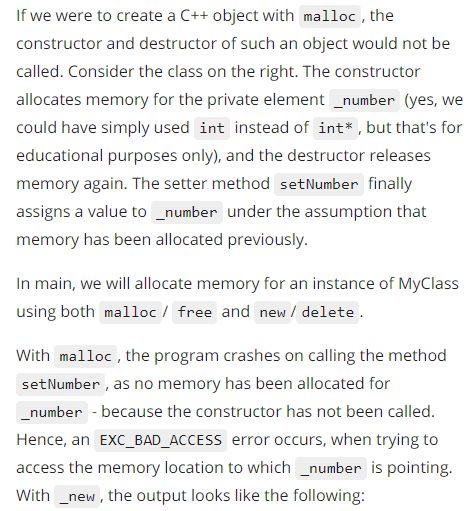 If we were to create a C++ object with malloc, the
constructor and destructor of such an object would not be
called. Consider the class on the right. The constructor
allocates memory for the private element _number (yes, we
could have simply used int instead of int*, but that's for
educational purposes only), and the destructor releases
memory again. The setter method setNumber finally
assigns a value to _number under the assumption that
memory has been allocated previously.
In main, we will allocate memory for an instance of MyClass
using both malloc / free and new / delete.
With malloc, the program crashes on calling the method
setNumber, as no memory has been allocated for
_number - because the constructor has not been called.
Hence, an EXC_BAD_ACCESS error occurs, when trying to
access the memory location to which _number is pointing.
With _new, the output looks like the following: